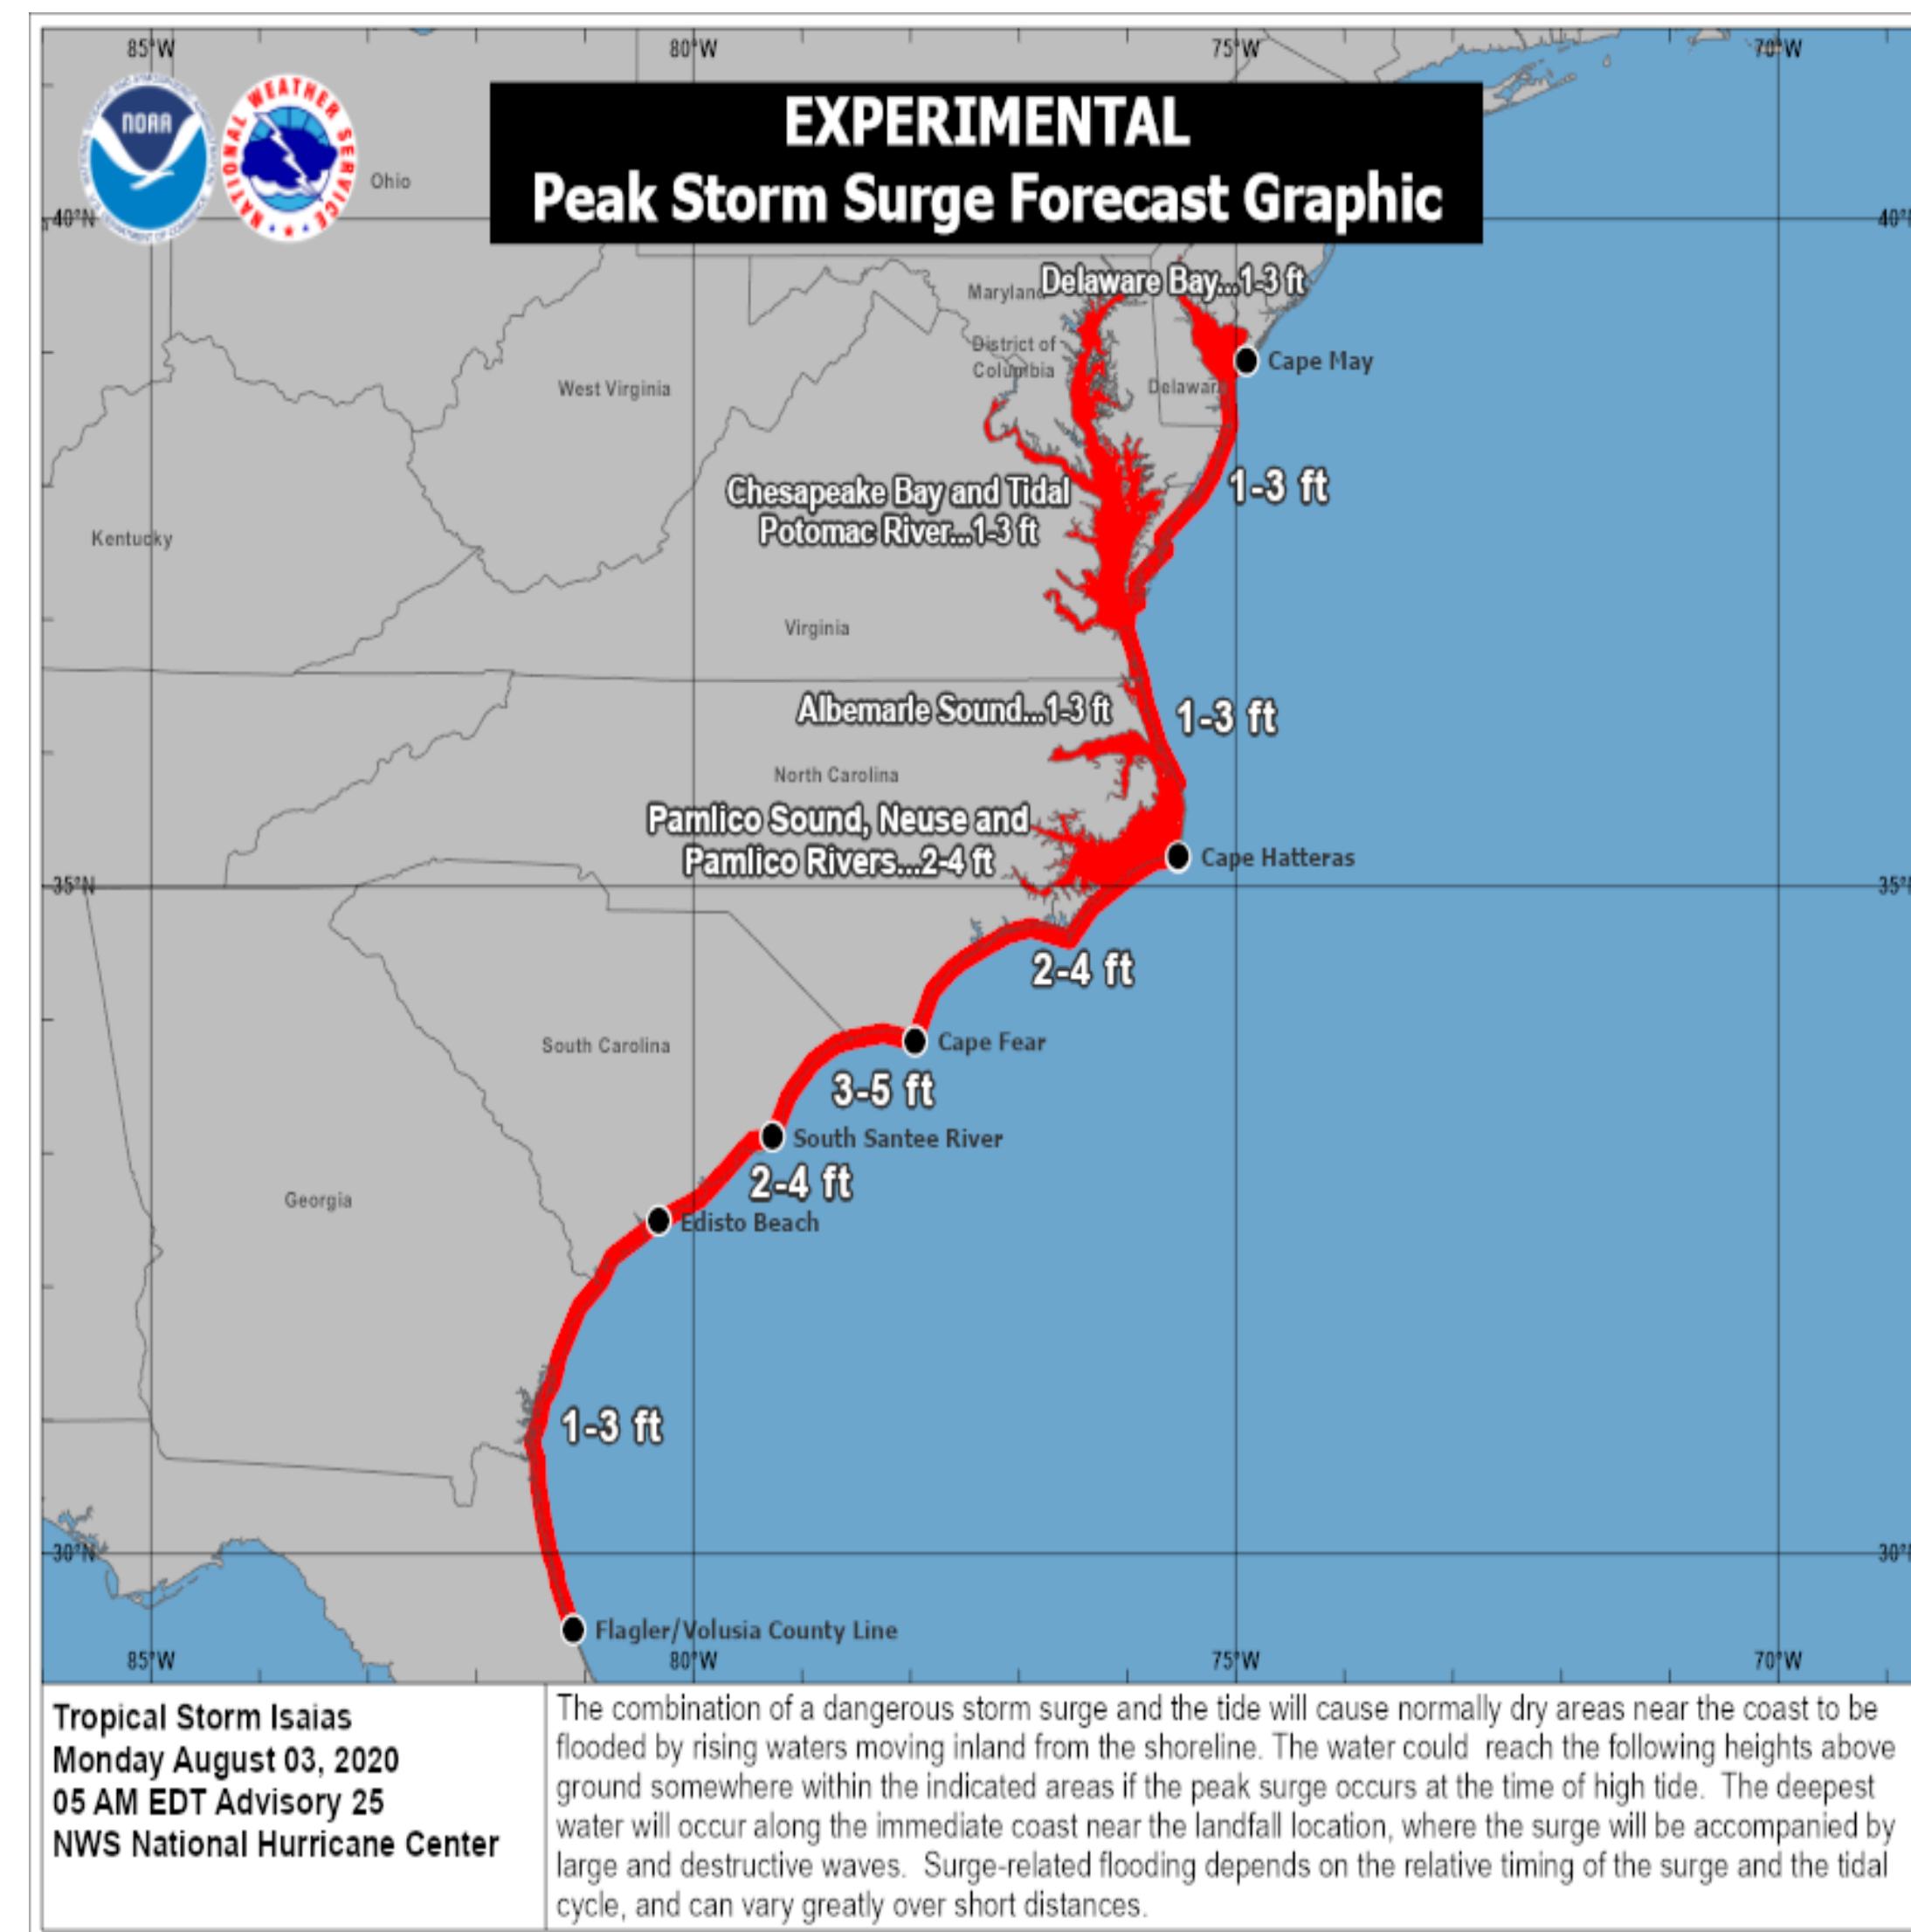 85°W
80°W
75°W
70°W
NOAA
NATIONAL WEATHER SERVICE
EXPERIMENTAL
Peak Storm Surge Forecast Graphic
Ohio
40°N
40°
Delaware Bay...1-3 ft
Maryland
District of
Columbia
Cape May
West Virginia
Delaware
Chesapeake Bay and Tidal
Potomac River...1-3 ft
1-3 ft
Kentucky
Virginia
Albemarle Sound...1-3 ft
1-3 ft
North Carolina
Pamlico Sound, Neuse and
Pamlico Rivers...2-4 ft
Cape Hatteras
35°N
35°
2-4 ft
South Carolina
Cape Fear
3-5 ft
South Santee River
2-4 ft
Georgia
Edisto Beach
1-3 ft
30°N
30°
Flagler/Volusia County Line
85°W
80°W
75°W
70°W
Tropical Storm Isaias
Monday August 03, 2020
05 AM EDT Advisory 25
NWS National Hurricane Center
The combination of a dangerous storm surge and the tide will cause normally dry areas near the coast to be
flooded by rising waters moving inland from the shoreline. The water could  reach the following heights above
ground somewhere within the indicated areas if the peak surge occurs at the time of high tide.  The deepest
water will occur along the immediate coast near the landfall location, where the surge will be accompanied by
large and destructive waves.  Surge-related flooding depends on the relative timing of the surge and the tidal
cycle, and can vary greatly over short distances.